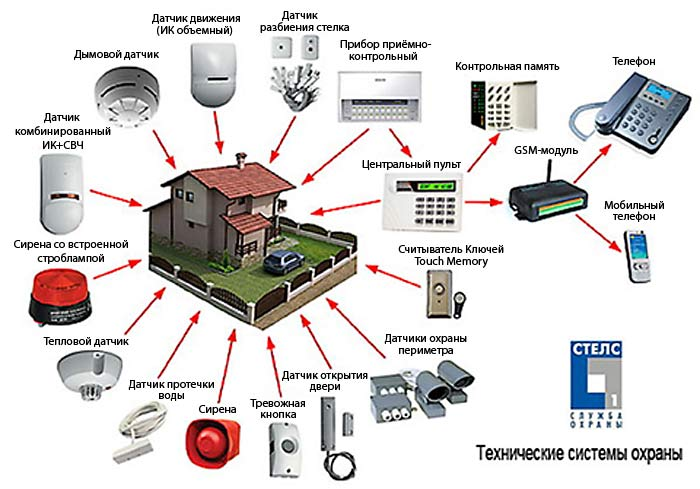 Датчик движения
(ИК объемный)
Датчик
разбиения стелка
Дымовой датчик
Прибор приёмно-
контрольный
Контрольная память
Телефон
Датчик
комбинированный
ИК+СВЧ
Центральный пульт
GSM-модуль
Мобильный
телефон
Сирена со встроенной
строблампой
Считыватель Ключей
Touch Memory
Тепловой датчик
Датчики охраны
периметра
Датчик протечки
воды
Сирена
Тревожная
кнопка
Датчик открытия
двери
СТЕЛС
1
СЛУЖБА
ОХРАНЫ
Технические системы охраны